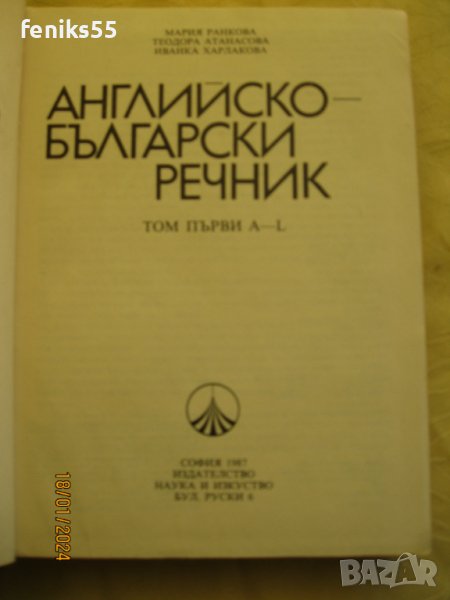 feniks55
МАРИЯ РАНКОВА
ТЕОДОРА АТАНАСОВА
ИВАНКА ХАРЛАКОВА
АНГЛИЙСКО—
БЪЛГАРСКИ
РЕЧНИК
ТОМ ПЪРВИ A—L
СОФИЯ 1987
ИЗДАТЕЛСТВО
НАУКА И ИЗКУСТВО
БУЛ. РУСКИ 6
18/01/2024
BAZAR